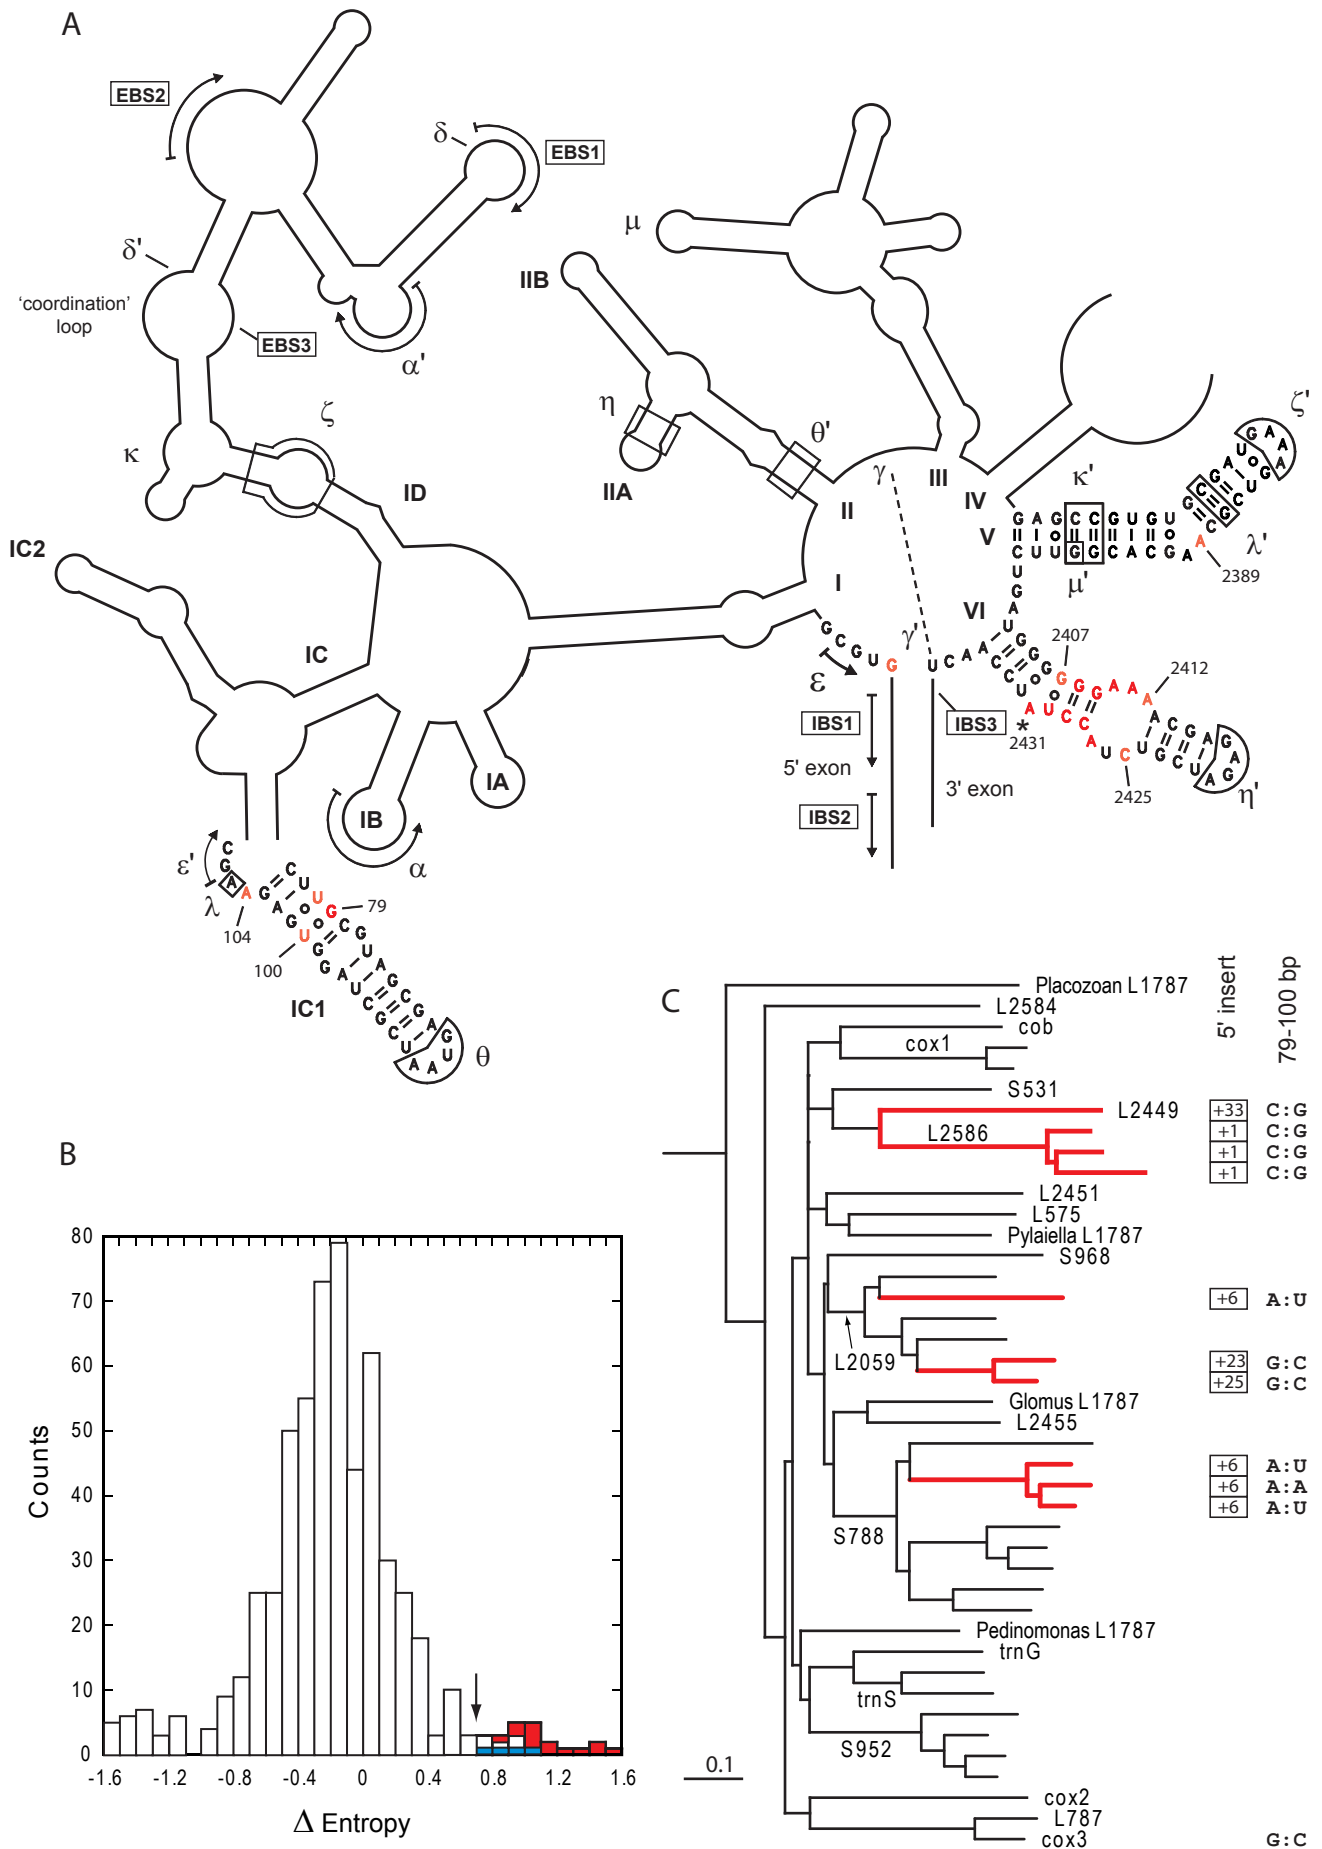 A
EBS2
δ
EBS1
μ
δ'
IIB
'coordination'
loop
EBS3
α'
η
ζ
θ'
ζ'
κ
ID
IIA
γ
III
IV
κ'
II
V
λ'
IC2
I
μ'
2389
VI
IC
γ'
2407
2412
ε
IBS1
IBS3
*
2431
5' exon
3' exon
2425
η'
IA
IB
IBS2
α
ε'
λ
79
104
100
IC1
θ
G C G U G
U C A A C
G A G C C G U G U
C U U G G C A C G A A
G A A A
G A G A
G U A A
B
80
70
60
50
40
30
20
10
0
Counts
-1.6 -1.2 -0.8 -0.4 0 0.4 0.8 1.2 1.6
Δ Entropy
C
5' insert
79-100 bp
Placozoan L1787
L2584
cob
cox1
S531
L2449 +33 C:G
L2586 +1 C:G
+1 C:G
+1 C:G
L2451
L575
Pylaiella L1787
S968
+6 A:U
L2059
+23 G:C
+25 G:C
Glomus L1787
L2455
+6 A:U
+6 A:A
+6 A:U
S788
Pedinomonas L1787
trnG
trnS
S952
0.1
cox2
L787
cox3 G:C